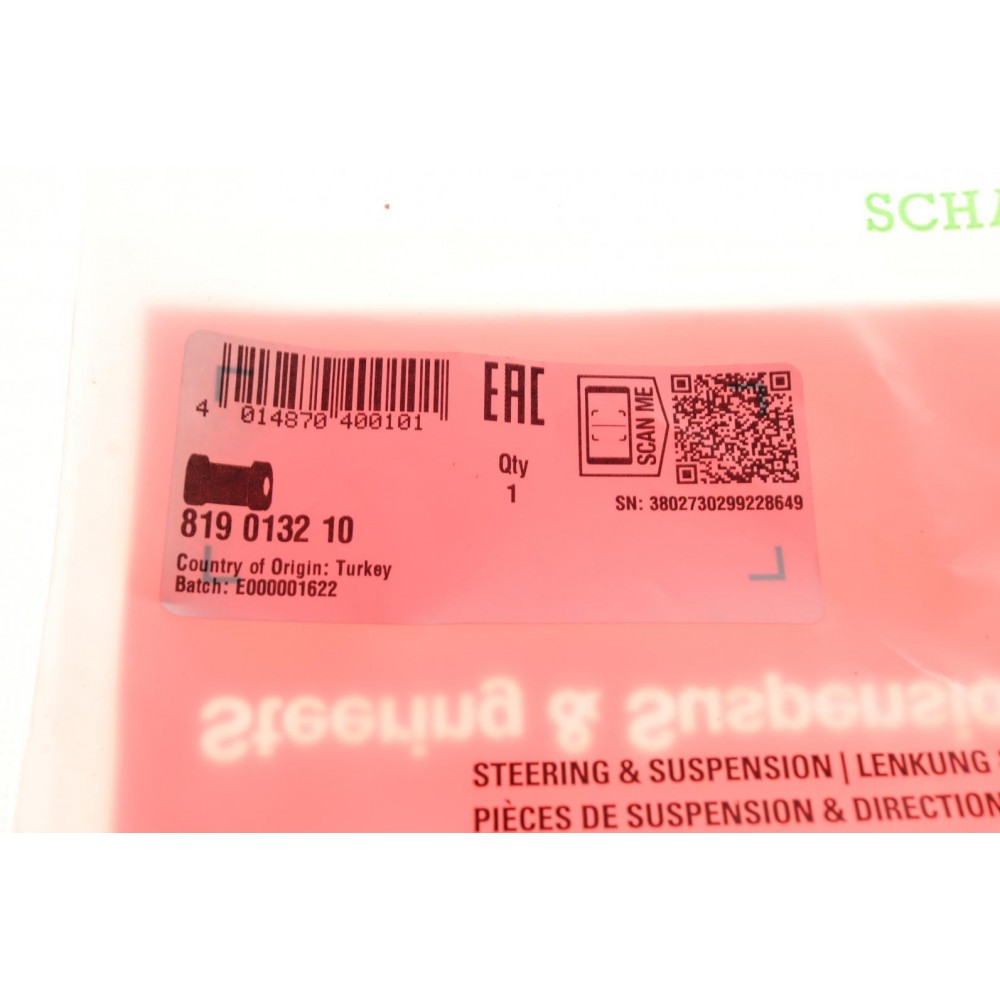 SCHA
4 014870 400101
EAC
SCAN ME
Qty
1
SN: 3802730299228649
819 0132 10
Country of Origin: Turkey
Batch: E000001622
Steering & Suspensio
STEERING & SUSPENSION | LENKUNG
PIÈCES DE SUSPENSION & DIRECTION